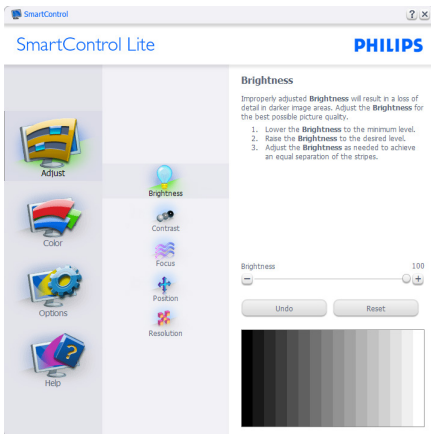 SmartControl
SmartControl Lite
PHILIPS
Adjust
Color
Options
Help
Brightness
Contrast
Focus
Position
Resolution
Brightness
Improperly adjusted Brightness will result in a loss of
detail in darker image areas. Adjust the Brightness for
the best possible picture quality.
1. Lower the Brightness to the minimum level.
2. Raise the Brightness to the desired level.
3. Adjust the Brightness as needed to achieve
an equal separation of the stripes.
Brightness 100
Undo Reset